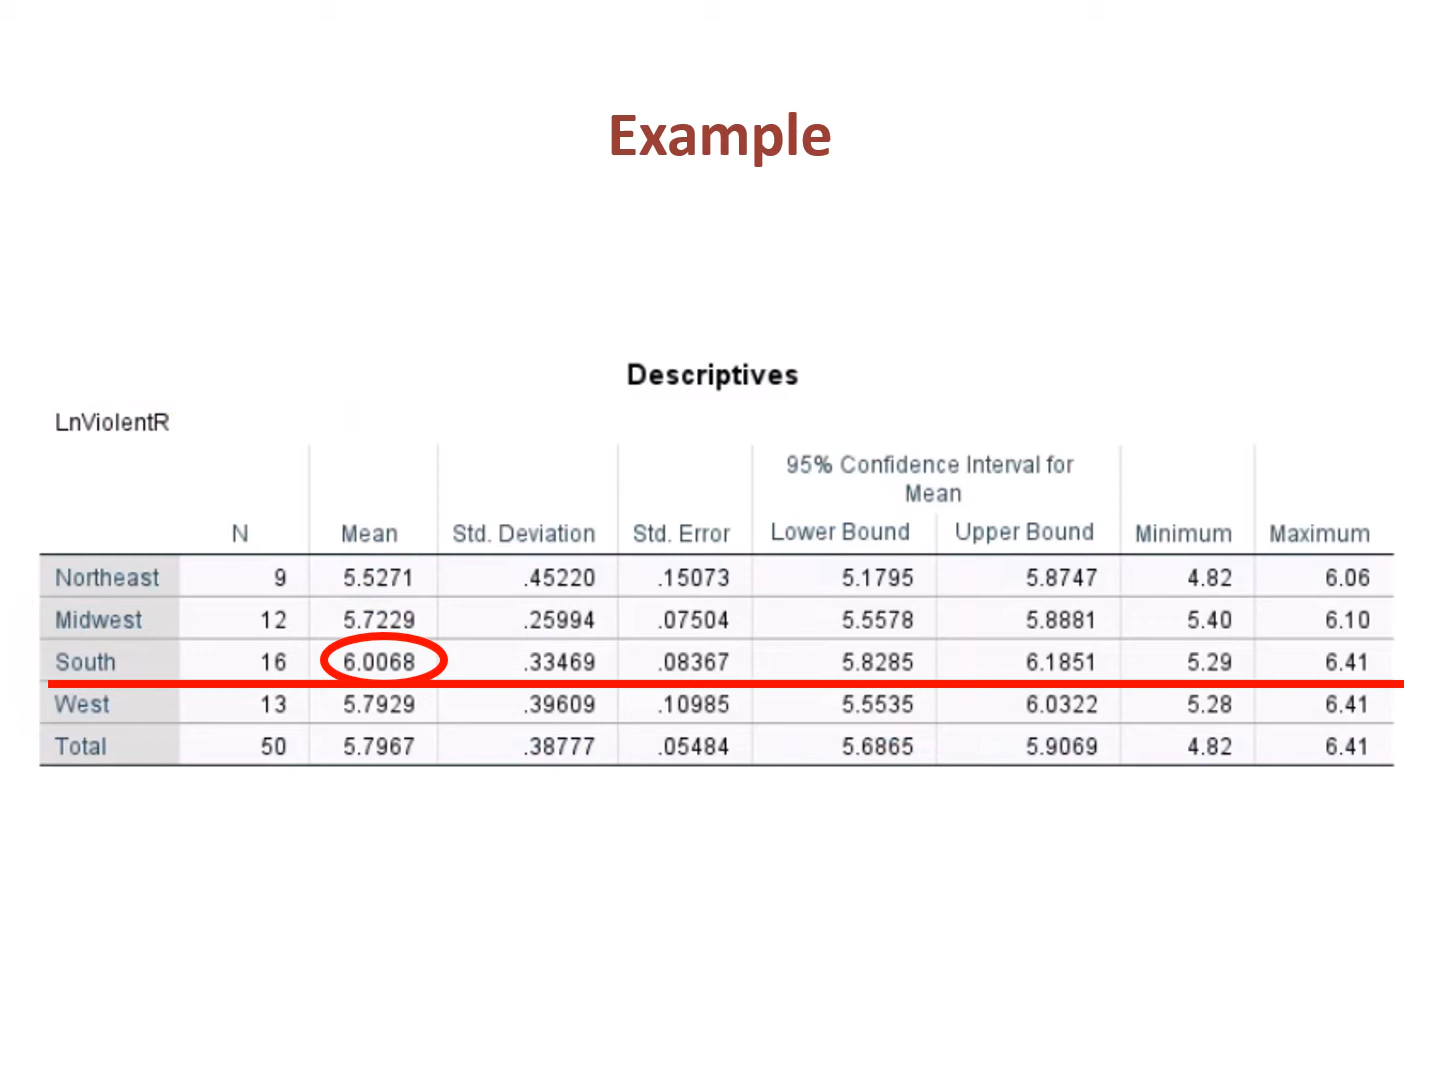 Example
Descriptives
LnViolentR
95% Confidence Interval for
Mean
N Mean Std. Deviation Std. Error Lower Bound Upper Bound Minimum Maximum
Northeast 9 5.5271 .45220 .15073 5.1795 5.8747 4.82 6.06
Midwest 12 5.7229 .25994 .07504 5.5578 5.8881 5.40 6.10
South 16 6.0068 .33469 .08367 5.8285 6.1851 5.29 6.41
West 13 5.7929 .39609 .10985 5.5535 6.0322 5.28 6.41
Total 50 5.7967 .38777 .05484 5.6865 5.9069 4.82 6.41